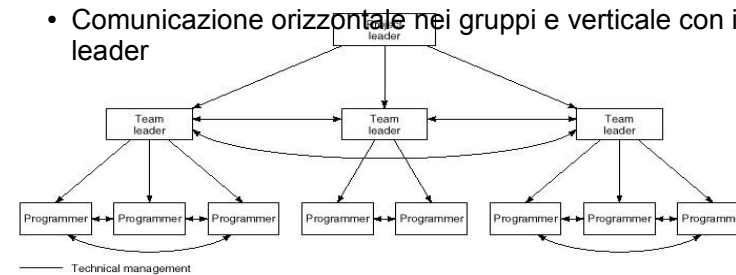 • Comunicazione orizzontale nei gruppi e verticale con i
leader
leader
Team
leader
Team
leader
Team
leader
Programmer
Programmer
Programmer
Programmer
Programmer
Programmer
Programmer
Technical management